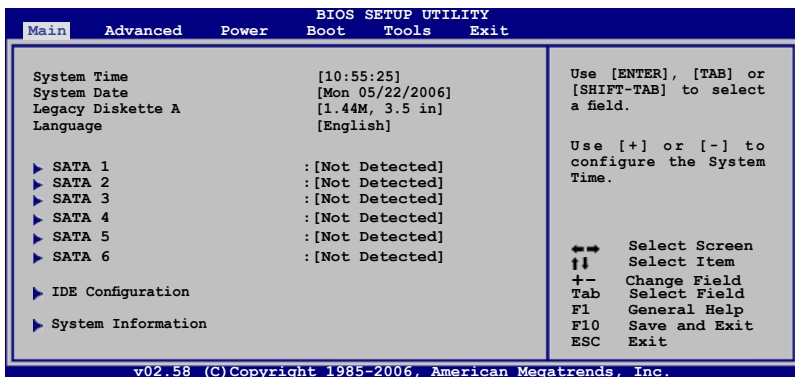 BIOS SETUP UTILITY
Main Advanced Power Boot Tools Exit
System Time [10:55:25]
System Date [Mon 05/22/2006]
Legacy Diskette A [1.44M, 3.5 in]
Language [English]
SATA 1 :[Not Detected]
SATA 2 :[Not Detected]
SATA 3 :[Not Detected]
SATA 4 :[Not Detected]
SATA 5 :[Not Detected]
SATA 6 :[Not Detected]
IDE Configuration
System Information
Use [ENTER], [TAB] or
[SHIFT-TAB] to select
a field.
Use [+] or [-] to
configure the System
Time.
←→ Select Screen
↑↓ Select Item
+- Change Field
Tab Select Field
F1 General Help
F10 Save and Exit
ESC Exit
v02.58 (C)Copyright 1985-2006, American Megatrends, Inc.